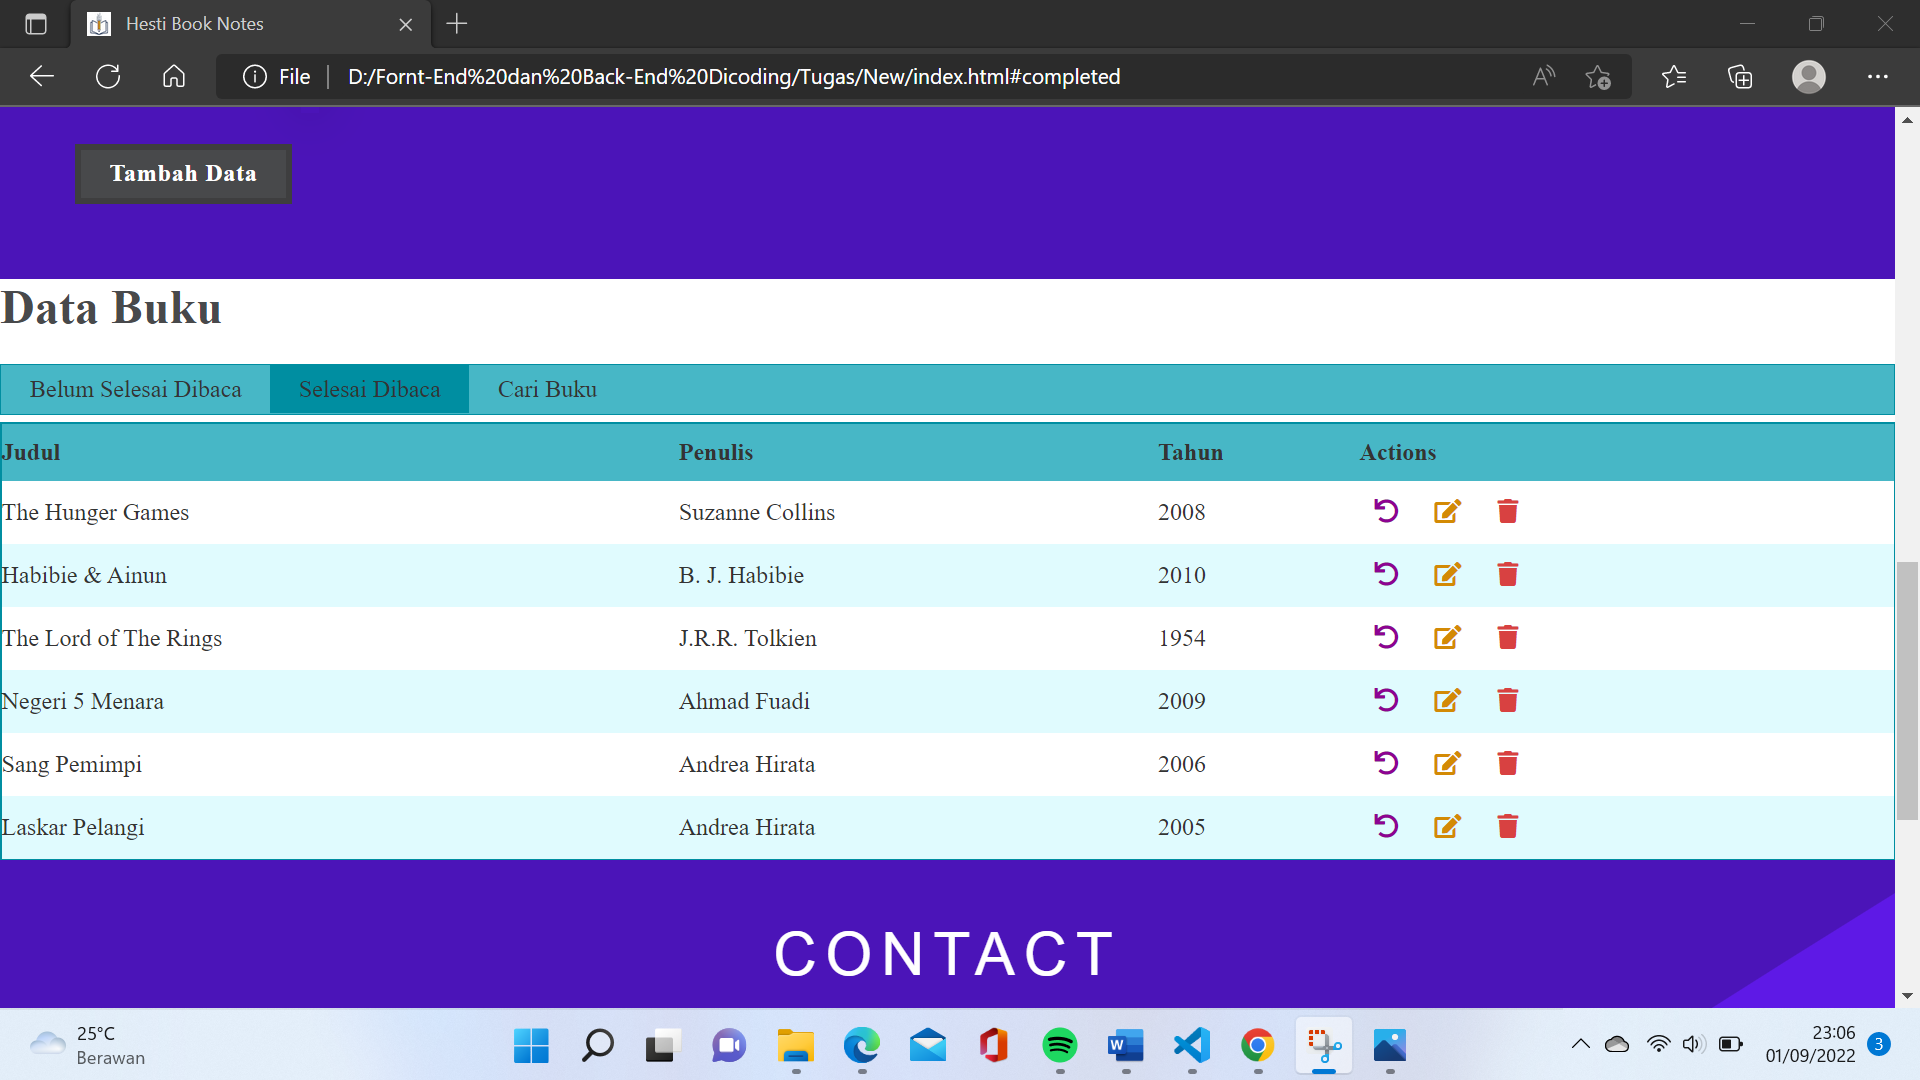 Hesti Book Notes
File
D:/Fornt-End%20dan%20Back-End%20Dicoding/Tugas/New/index.html#completed
Tambah Data
Data Buku
Belum Selesai Dibaca Selesai Dibaca Cari Buku
Judul Penulis Tahun Actions
The Hunger Games Suzanne Collins 2008
Habibie & Ainun B. J. Habibie 2010
The Lord of The Rings J.R.R. Tolkien 1954
Negeri 5 Menara Ahmad Fuadi 2009
Sang Pemimpi Andrea Hirata 2006
Laskar Pelangi Andrea Hirata 2005
CONTACT
25°C
Berawan
23:06
01/09/2022
3